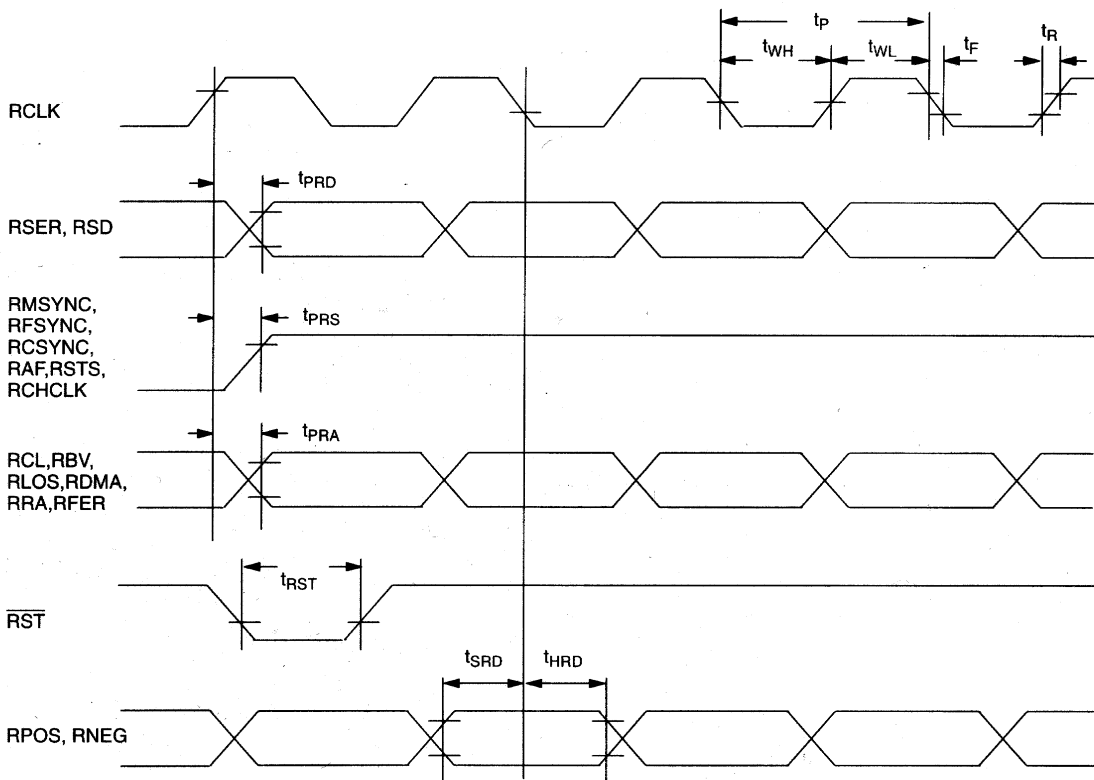 tP
tWH tWL tF tR
RCLK
tPRD
RSER, RSD
RMSYNC,
RFSYNC,
RCSYNC,
RAF,RSTS,
RCHCLK
tPRS
tPRA
RCL,RBV,
RLOS,RDMA,
RRA,RFER
tRST
RST
tSRD tHRD
RPOS, RNEG